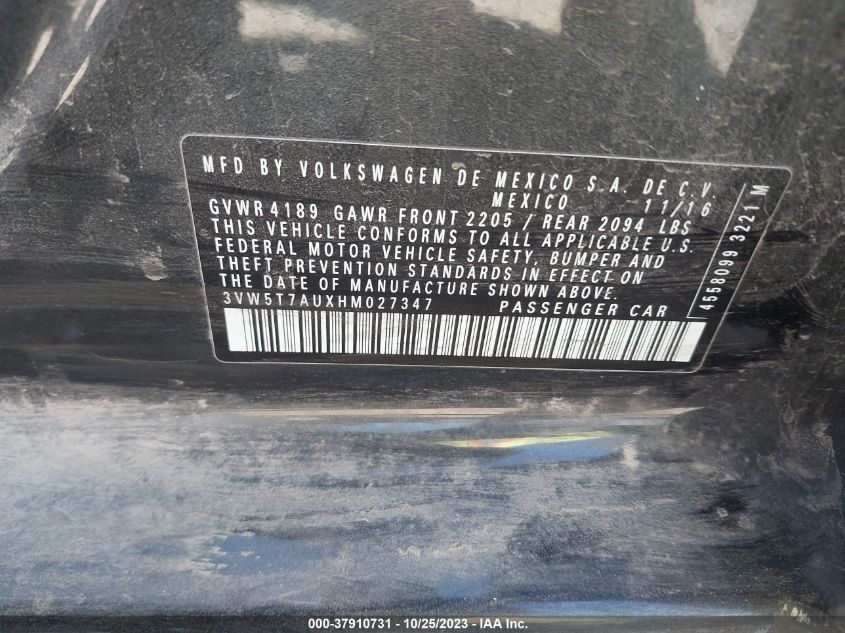 MFD BY VOLKSWAGEN DE MEXICO S.A. DE C.V.
MEXICO 11/16
GVWR 4189 GAWR FRONT 2205 / REAR 2094 LBS
THIS VEHICLE CONFORMS TO ALL APPLICABLE U.S.
FEDERAL MOTOR VEHICLE SAFETY, BUMPER AND
THEFT PREVENTION STANDARDS IN EFFECT ON
THE DATE OF MANUFACTURE SHOWN ABOVE.
3VW5T7AUXHM027347 PASSENGER CAR
4558099 3221 M
000-37910731 - 10/25/2023 - IAA Inc.